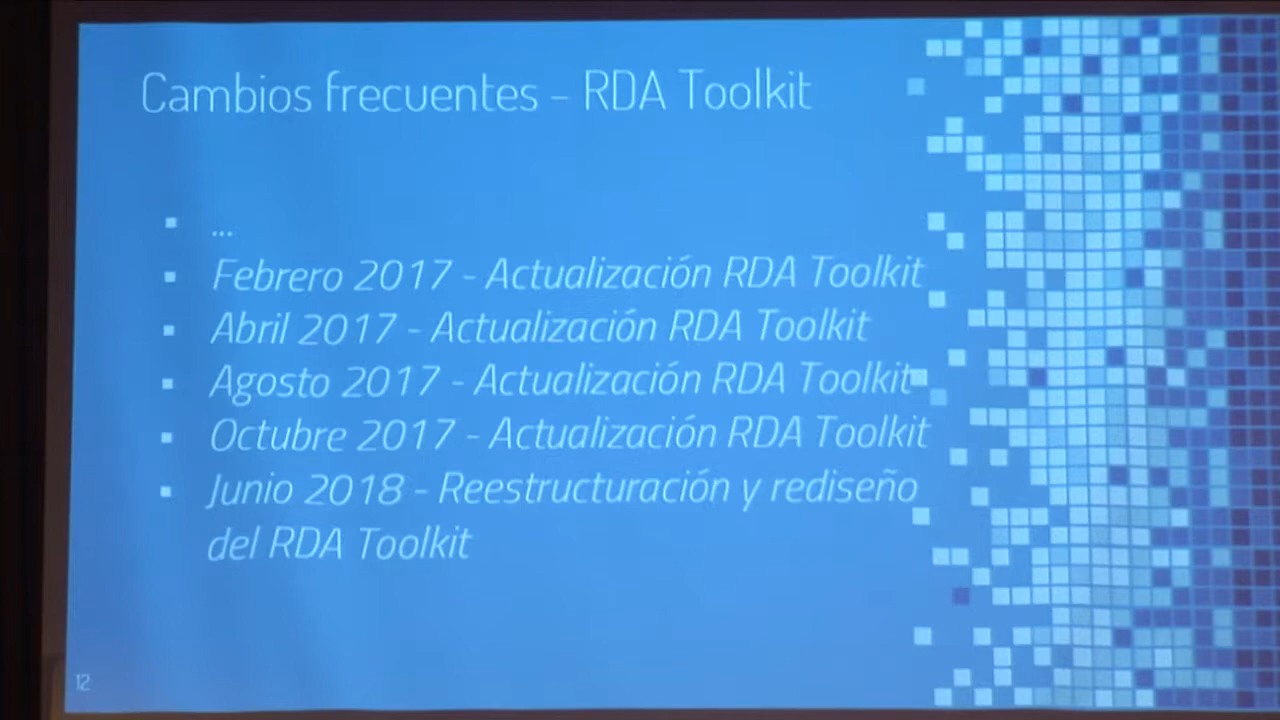 Cambios frecuentes - RDA Toolkit
...
Febrero 2017 - Actualización RDA Toolkit
Abril 2017 - Actualización RDA Toolkit
Agosto 2017 - Actualización RDA Toolkit
Octubre 2017 - Actualización RDA Toolkit
Junio 2018 - Reestructuración y rediseño
del RDA Toolkit
12